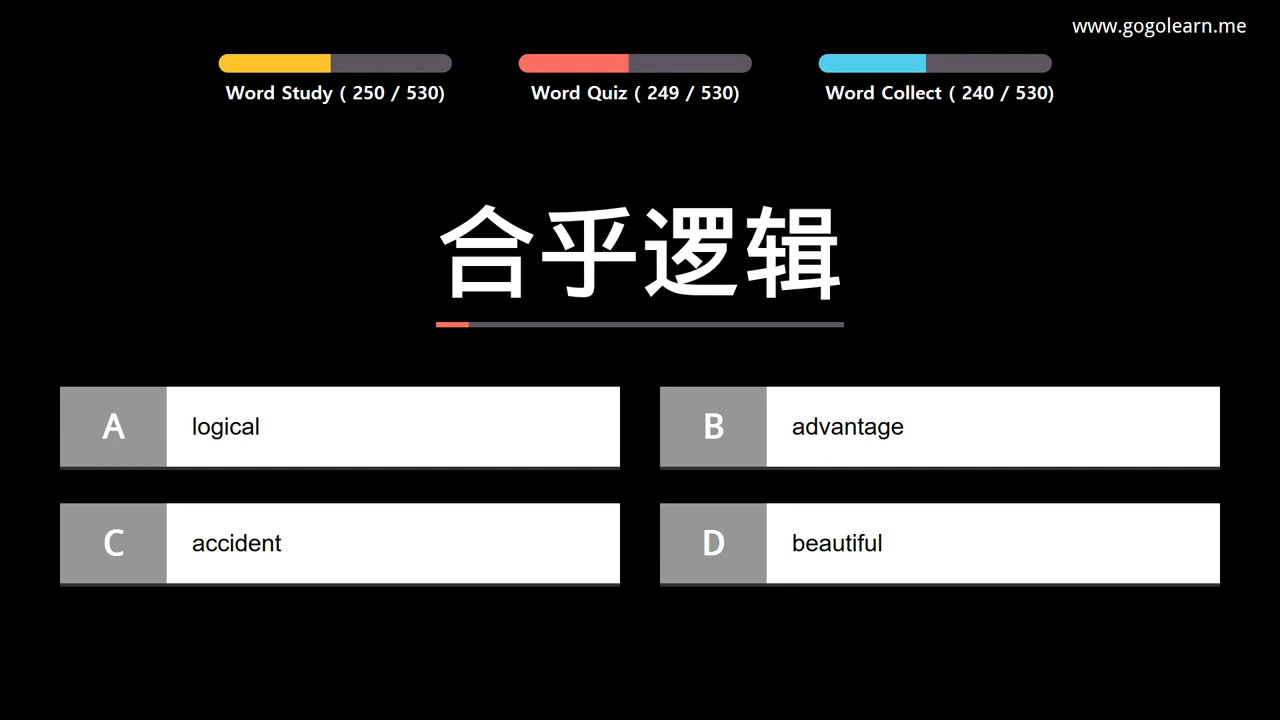 www.gogolearn.me
Word Study ( 250 / 530)
Word Quiz ( 249 / 530)
Word Collect ( 240 / 530)
合乎逻辑
A logical
B advantage
C accident
D beautiful